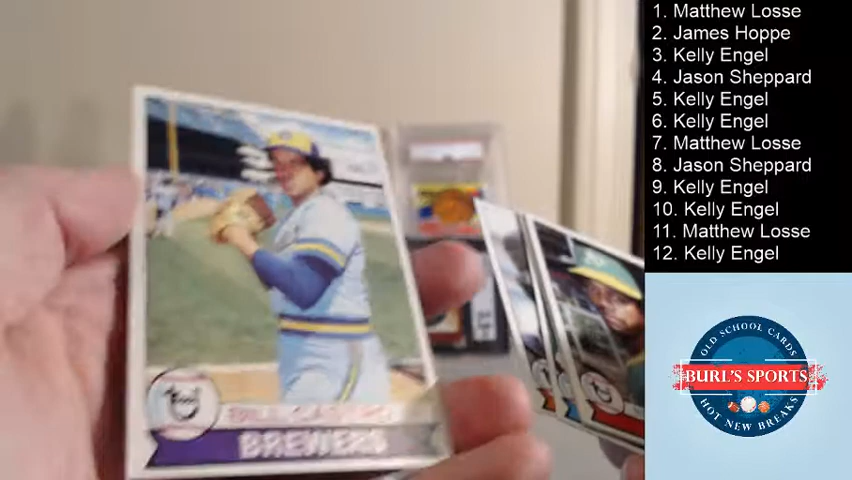 1. Matthew Losse
2. James Hoppe
3. Kelly Engel
4. Jason Sheppard
5. Kelly Engel
6. Kelly Engel
7. Matthew Losse
8. Jason Sheppard
9. Kelly Engel
10. Kelly Engel
11. Matthew Losse
12. Kelly Engel
OLD SCHOOL CARDS
BURL'S SPORTS
HOT NEW BREAKS
BILL
BREWERS